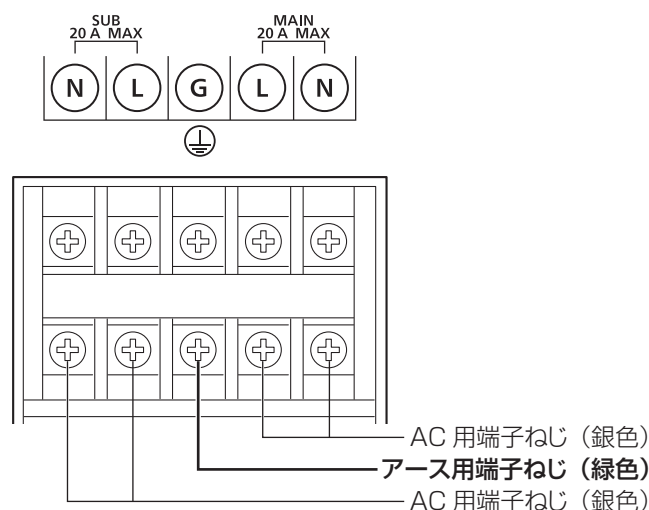 SUB
20 A MAX
MAIN
20 A MAX
N L G L N
AC 用端子ねじ（銀色）
アース用端子ねじ（緑色）
AC 用端子ねじ（銀色）